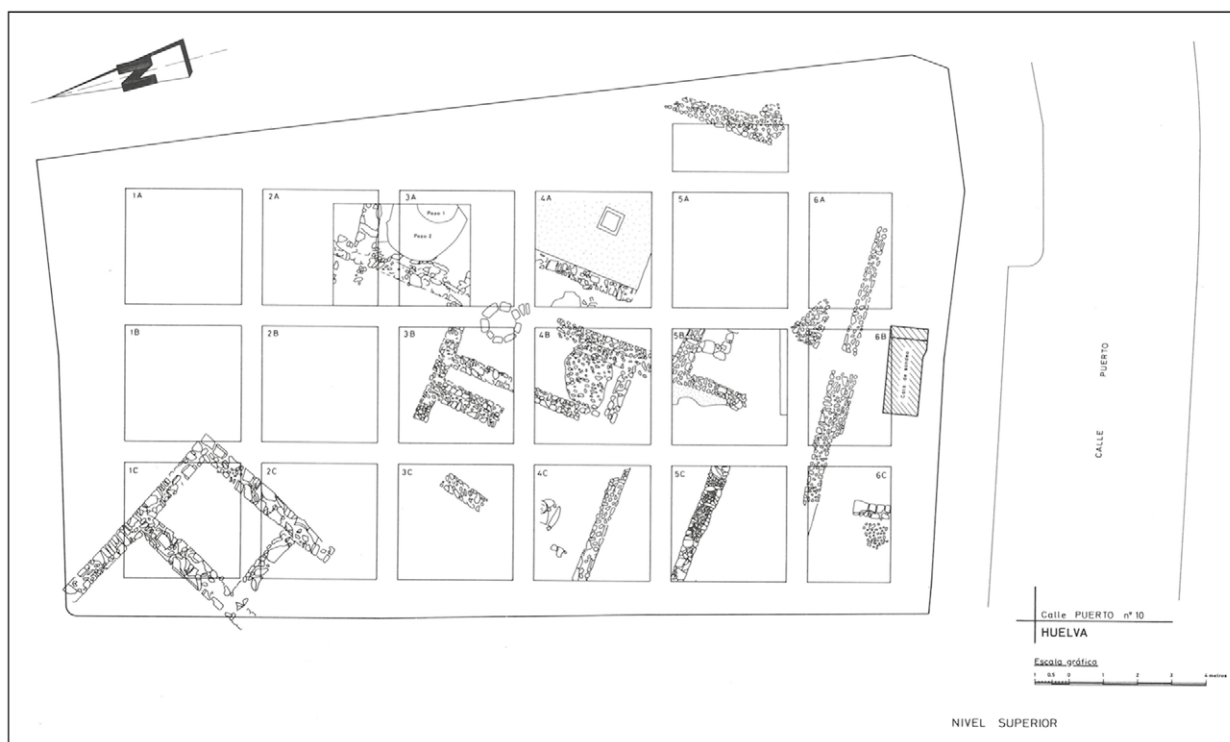 N
1A
2A
3A
4A
5A
6A
Pozo 1
Pozo 2
1B
2B
3B
4B
5B
6B
1C
2C
3C
4C
5C
6C
CALLE PUERTO
Calle PUERTO nº 10
HUELVA
Escala gráfica
1 0.5 0 1 2 3 4 metros
NIVEL SUPERIOR